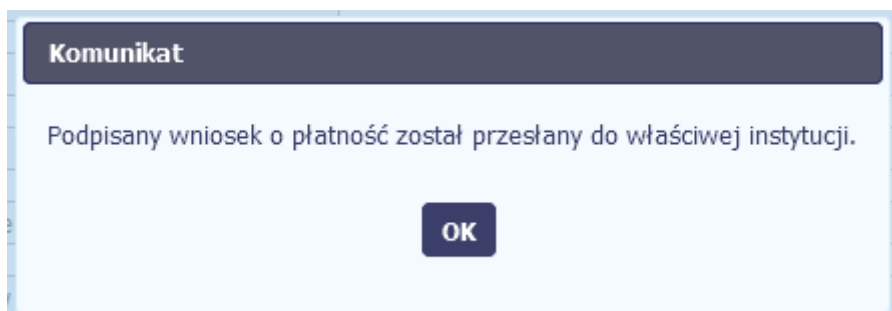 Komunikat
Podpisany wniosek o płatność został przesłany do właściwej instytucji.
OK